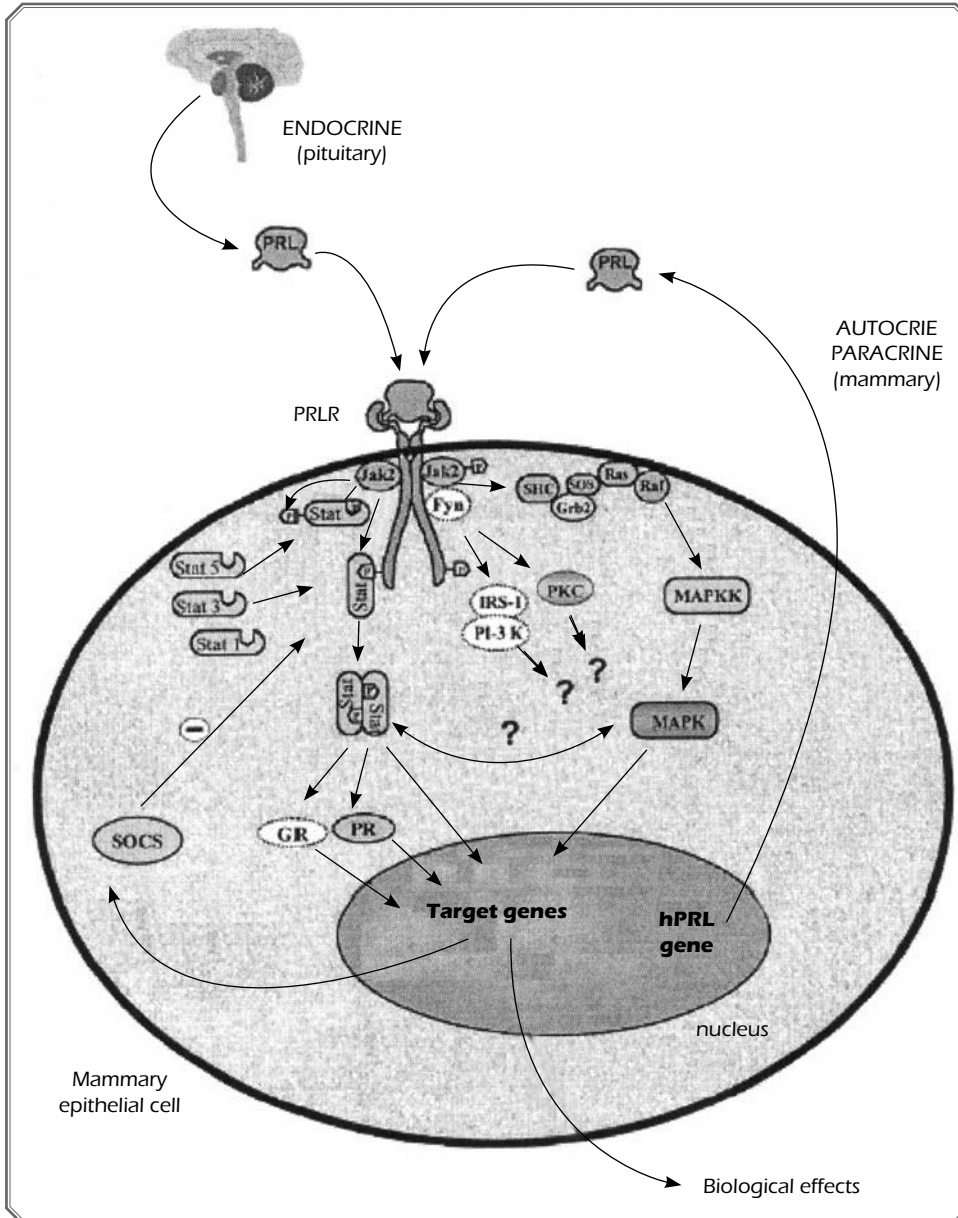 ENDOCRINE
(pituitary)
PRL
PRL
AUTOCRIE
PARACRINE
(mammary)
PRLR
Jak2
Jak2
P
SHC
SOS
Ras
Raf
Grb2
Fyn
P
Stat
P
Stat 5
Stat 3
Stat 1
Stat
P
P
IRS-1
PI-3 K
PKC
MAPKK
?
?
?
Stat
P
P
Stat
MAPK
−
SOCS
GR
PR
Target genes
hPRL
gene
nucleus
Mammary
epithelial cell
Biological effects